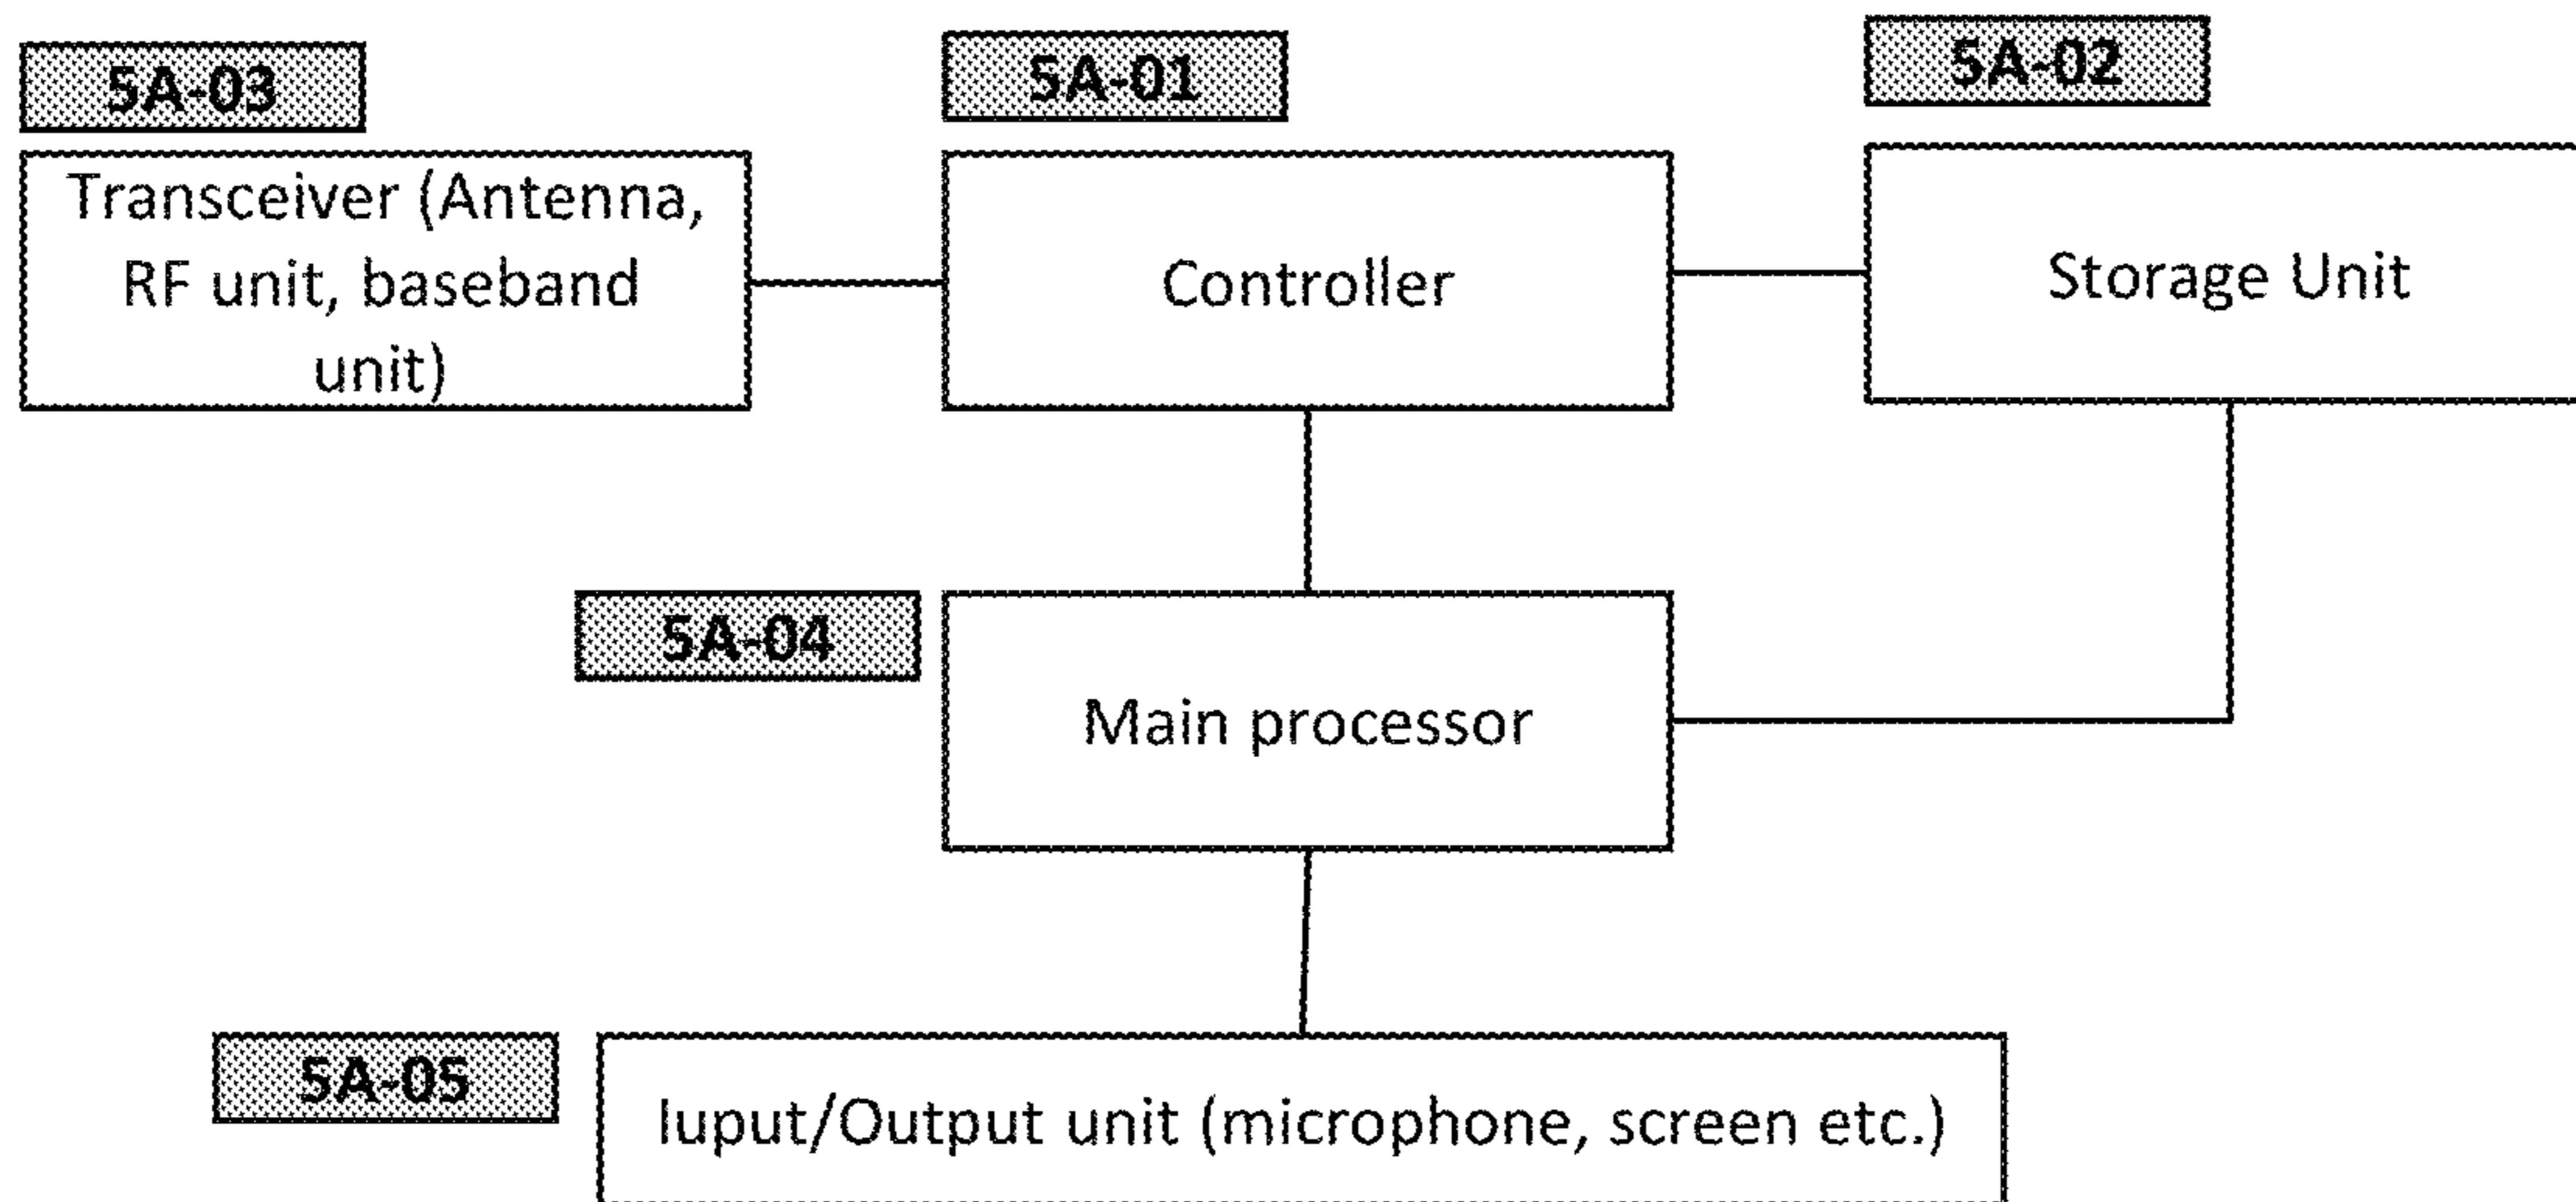 5A-03
5A-01
5A-02
Transceiver (Antenna,
RF unit, baseband
unit)
Controller
Storage Unit
5A-04
Main processor
5A-05
Iuput/Output unit (microphone, screen etc.)